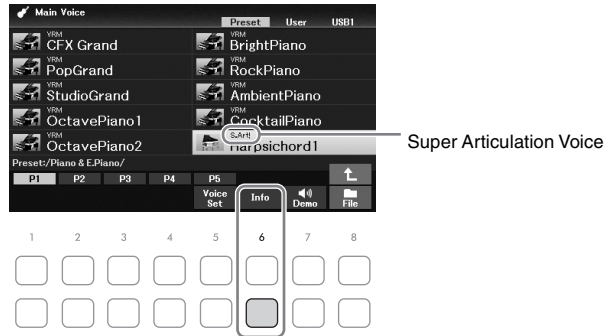 Main Voice
Preset User USB1
VRM
CFX Grand
VRM
BrightPiano
VRM
PopGrand
VRM
RockPiano
VRM
StudioGrand
VRM
AmbientPiano
VRM
OctavePiano1
VRM
CocktailPiano
VRM
OctavePiano2
S.Art!
Harpsichord1
Super Articulation Voice
Preset:/Piano & E.Piano/
P1 P2 P3 P4 P5
Voice
Set
Info
Demo
File
1 2 3 4 5 6 7 8